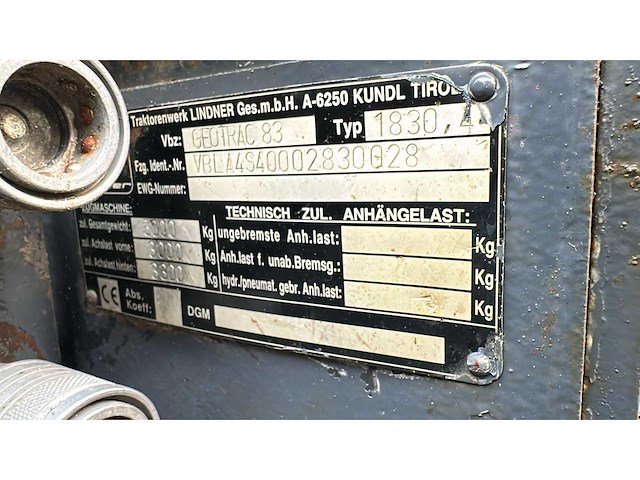 Traktorenwerk LINDNER Ges.m.b.H. A-6250 KUNDL TIROL
Vbz: GEOTRAC 83 Typ 1830,4
Fzg. Ident.-Nr. VBLA4S40002830028
EWG-Nummer:
ZUGMASCHINE: TECHNISCH ZUL. ANHÄNGELAST:
zul. Gesamtgewicht: Kg ungebremste Anh.last: Kg
zul. Achslast vorne: 3000 Kg Anh.last f. unab.Bremsg.: Kg
zul. Achslast hinten: 3300 Kg hydr./pneumat. gebr. Anh.last: Kg
CE Abs. Koeff: DGM